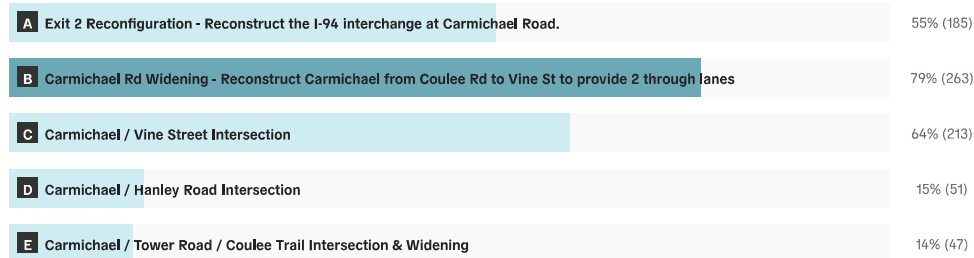 A Exit 2 Reconfiguration - Reconstruct the I-94 interchange at Carmichael Road. 55% (185)
B Carmichael Rd Widening - Reconstruct Carmichael from Coulee Rd to Vine St to provide 2 through lanes 79% (263)
C Carmichael / Vine Street Intersection 64% (213)
D Carmichael / Hanley Road Intersection 15% (51)
E Carmichael / Tower Road / Coulee Trail Intersection & Widening 14% (47)